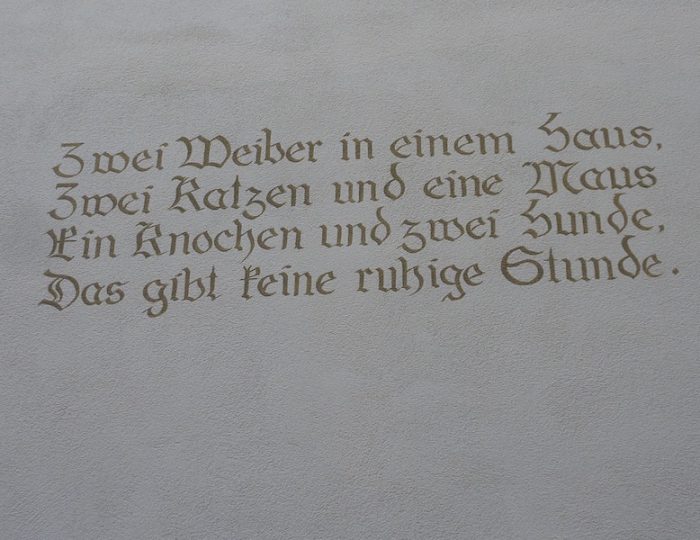 Zwei Weiber in einem Haus,
Zwei Katzen und eine Maus
Ein Knochen und zwei Hunde,
Das gibt keine ruhige Stunde.